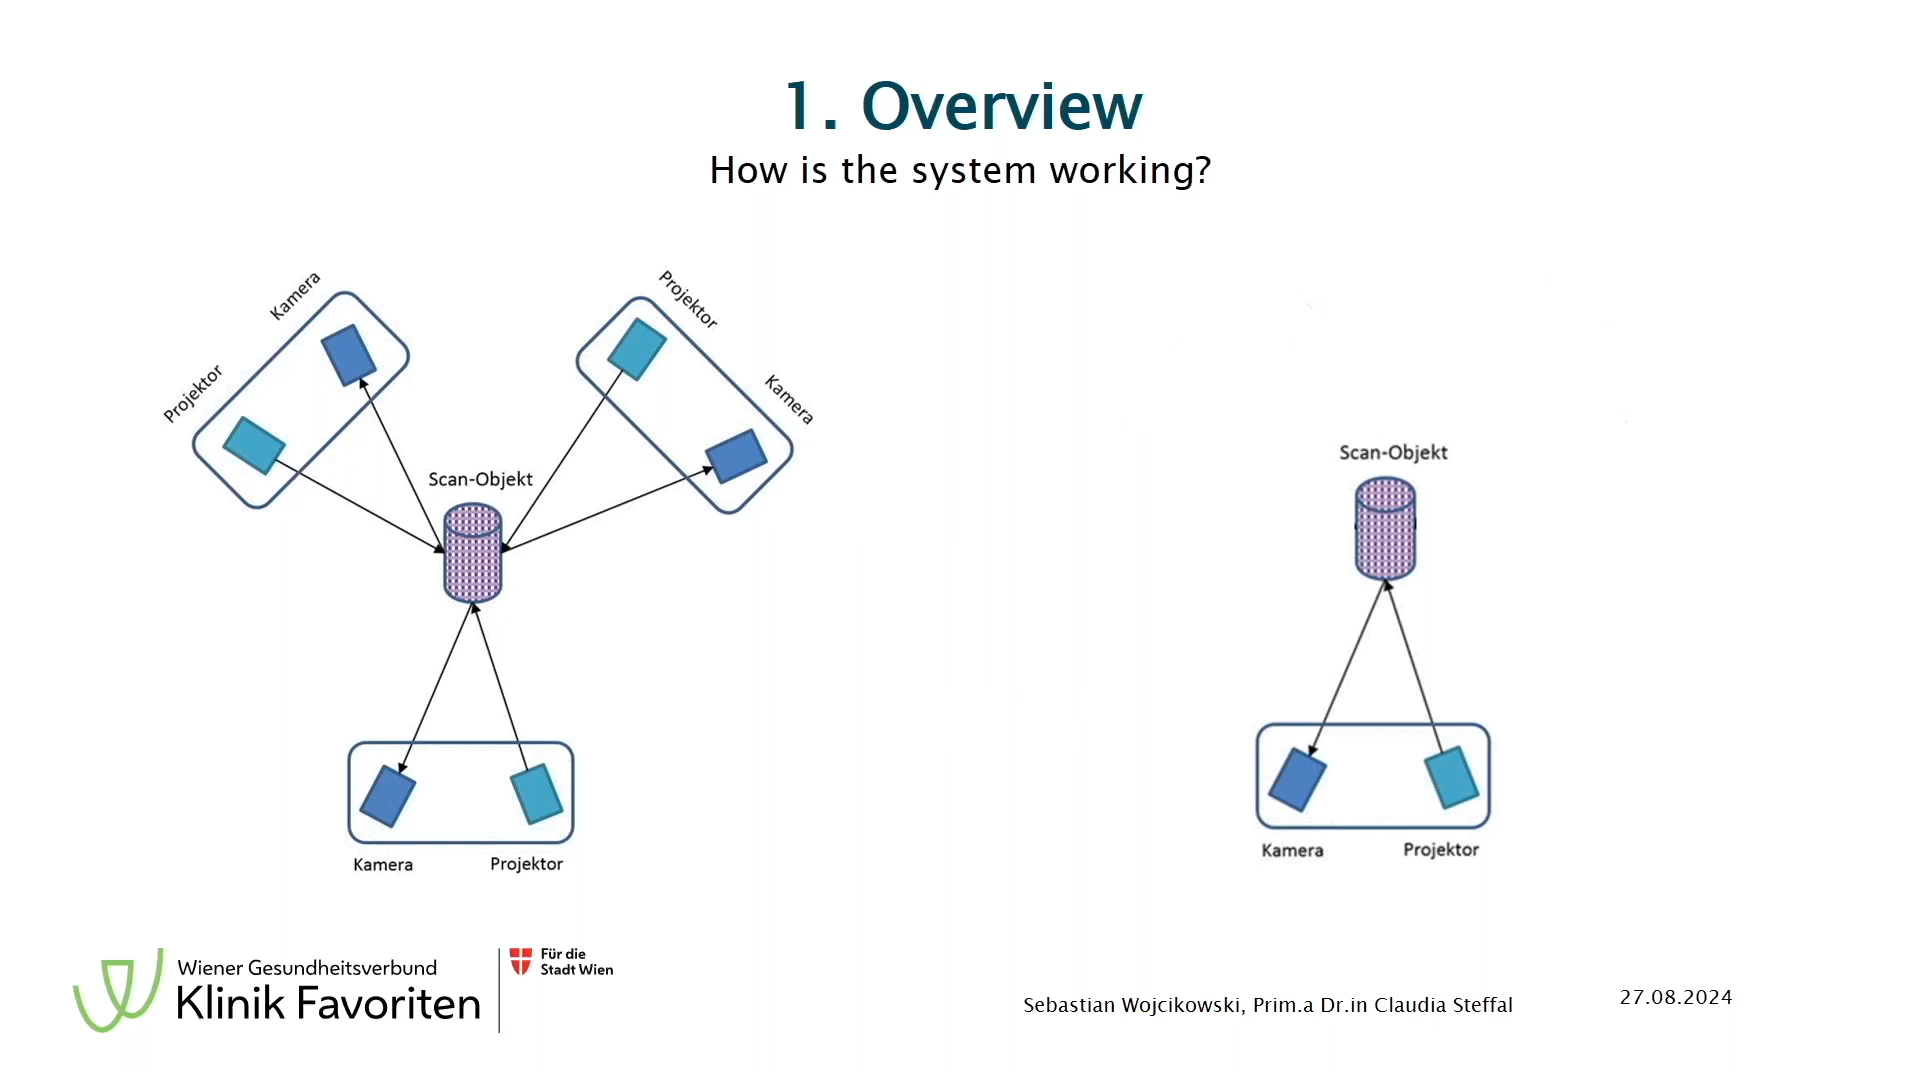 1. Overview
How is the system working?
Kamera
Projektor
Projektor
Kamera
Scan-Objekt
Kamera
Projektor
Scan-Objekt
Kamera
Projektor
Wiener Gesundheitsverbund
Klinik Favoriten
Für die
Stadt Wien
Sebastian Wojcikowski, Prim.a Dr.in Claudia Steffal
27.08.2024